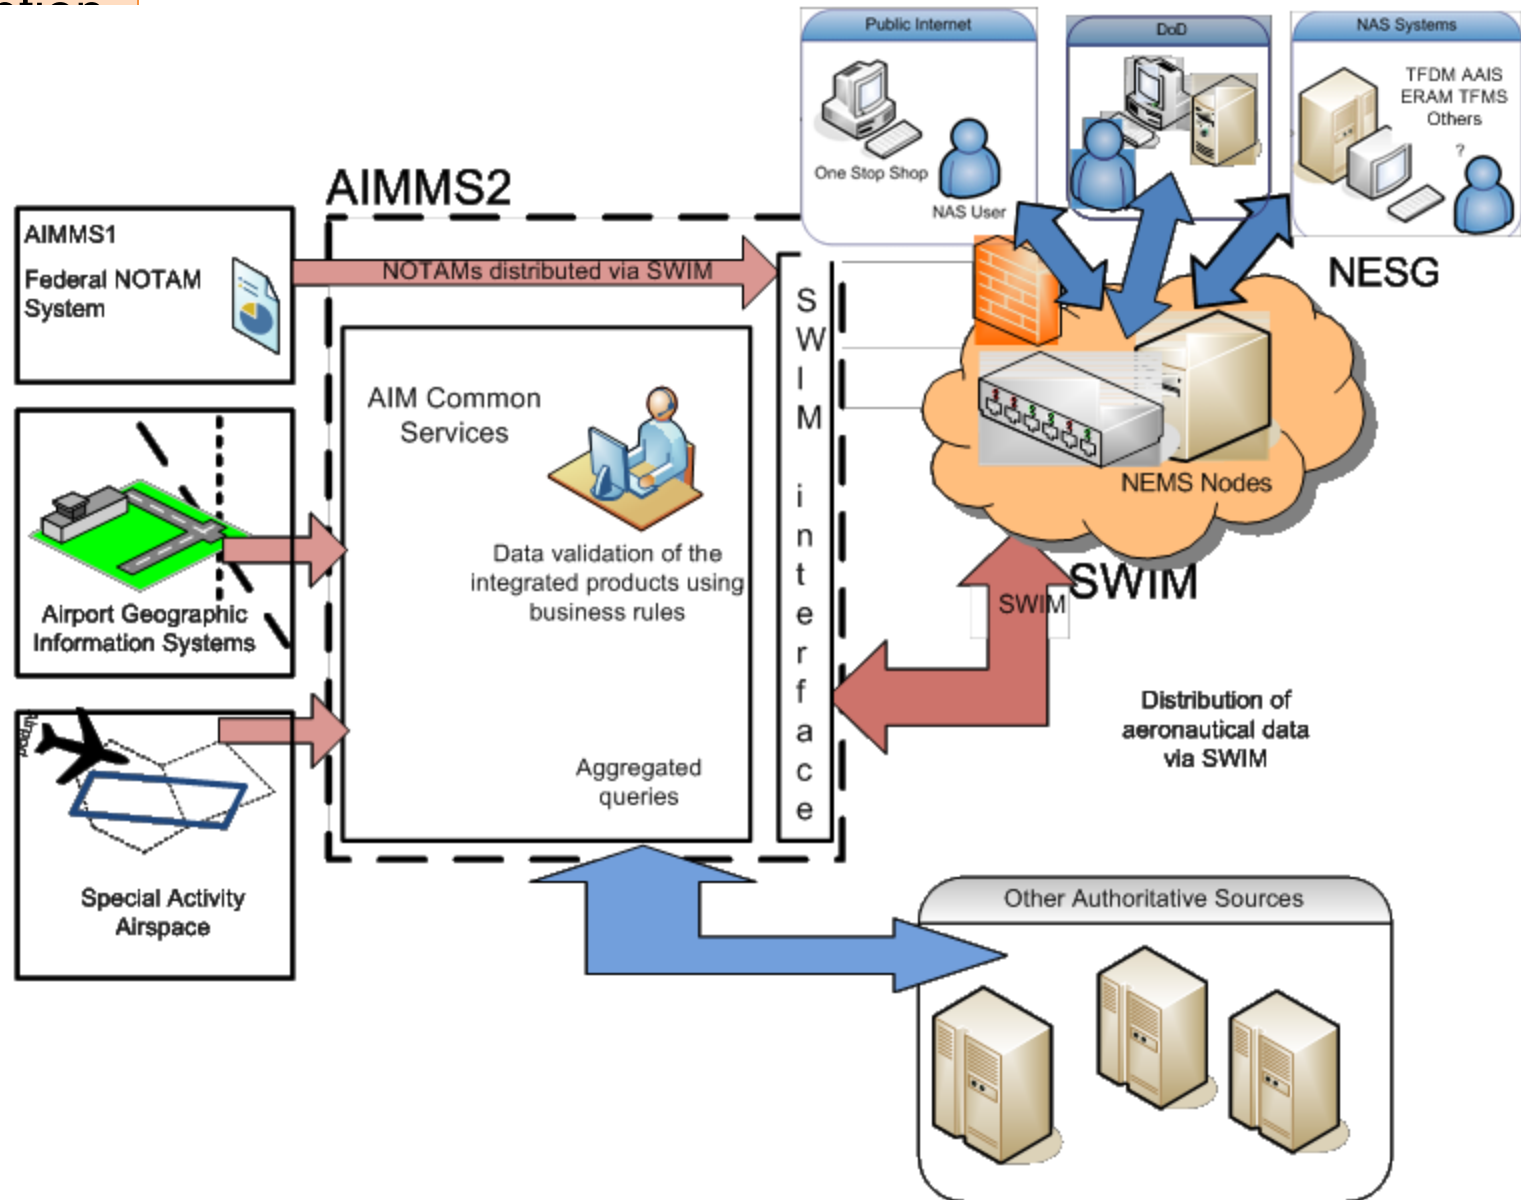 Public Internet
One Stop Shop
NAS User
DoD
NAS Systems
TFDM AAIS
ERAM TFMS
Others
?
NESG
AIMMS2
AIMMS1
Federal NOTAM
System
NOTAMs distributed via SWIM
SWIM interface
AIM Common
Services
Data validation of the
integrated products using
business rules
Aggregated
queries
Airport Geographic
Information Systems
Special Activity
Airspace
NEMS Nodes
SWIM
SWIM
Distribution of
aeronautical data
via SWIM
Other Authoritative Sources